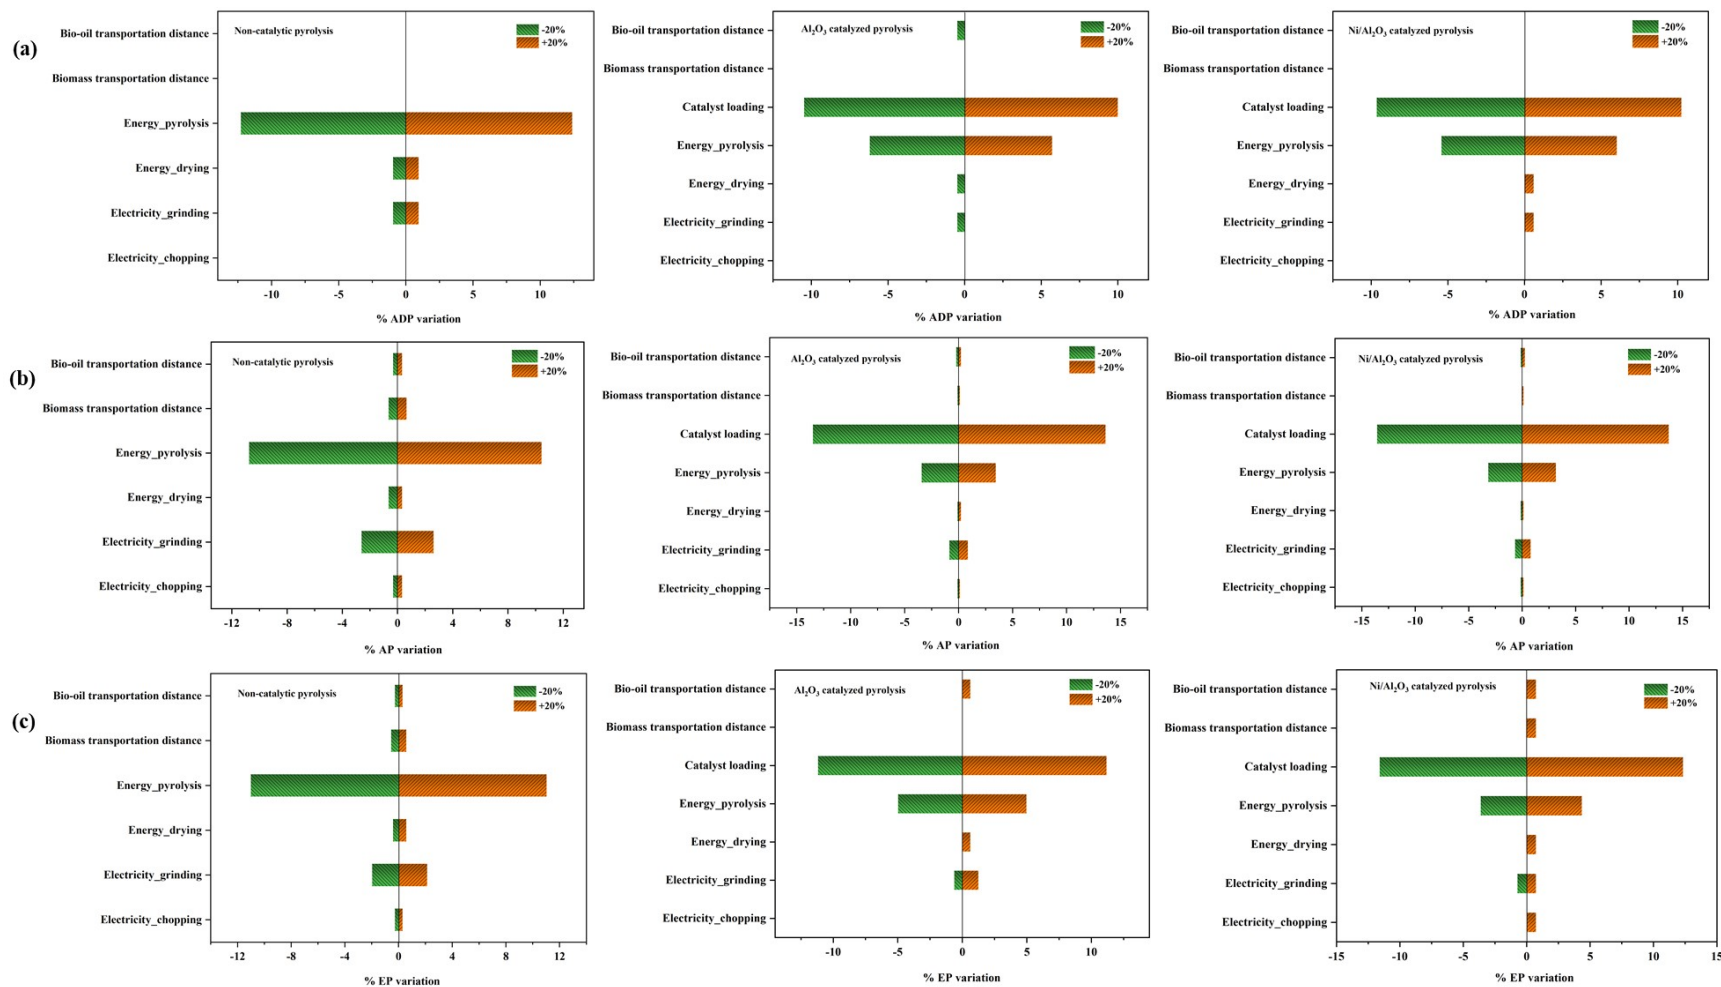 (a)
Non-catalytic pyrolysis
-20%
+20%
Bio-oil transportation distance
Biomass transportation distance
Energy_pyrolysis
Energy_drying
Electricity_grinding
Electricity_chopping
-10 -5 0 5 10
% ADP variation
Al₂O₃ catalyzed pyrolysis
-20%
+20%
Bio-oil transportation distance
Biomass transportation distance
Catalyst loading
Energy_pyrolysis
Energy_drying
Electricity_grinding
Electricity_chopping
-10 -5 0 5 10
% ADP variation
Ni/Al₂O₃ catalyzed pyrolysis
-20%
+20%
Bio-oil transportation distance
Biomass transportation distance
Catalyst loading
Energy_pyrolysis
Energy_drying
Electricity_grinding
Electricity_chopping
-10 -5 0 5 10
% ADP variation
(b)
Non-catalytic pyrolysis
-20%
+20%
Bio-oil transportation distance
Biomass transportation distance
Energy_pyrolysis
Energy_drying
Electricity_grinding
Electricity_chopping
-12 -8 -4 0 4 8 12
% AP variation
Al₂O₃ catalyzed pyrolysis
-20%
+20%
Bio-oil transportation distance
Biomass transportation distance
Catalyst loading
Energy_pyrolysis
Energy_drying
Electricity_grinding
Electricity_chopping
-15 -10 -5 0 5 10 15
% AP variation
Ni/Al₂O₃ catalyzed pyrolysis
-20%
+20%
Bio-oil transportation distance
Biomass transportation distance
Catalyst loading
Energy_pyrolysis
Energy_drying
Electricity_grinding
Electricity_chopping
-15 -10 -5 0 5 10 15
% AP variation
(c)
Non-catalytic pyrolysis
-20%
+20%
Bio-oil transportation distance
Biomass transportation distance
Energy_pyrolysis
Energy_drying
Electricity_grinding
Electricity_chopping
-12 -8 -4 0 4 8 12
% EP variation
Al₂O₃ catalyzed pyrolysis
-20%
+20%
Bio-oil transportation distance
Biomass transportation distance
Catalyst loading
Energy_pyrolysis
Energy_drying
Electricity_grinding
Electricity_chopping
-10 -5 0 5 10
% EP variation
Ni/Al₂O₃ catalyzed pyrolysis
-20%
+20%
Bio-oil transportation distance
Biomass transportation distance
Catalyst loading
Energy_pyrolysis
Energy_drying
Electricity_grinding
Electricity_chopping
-15 -10 -5 0 5 10 15
% EP variation